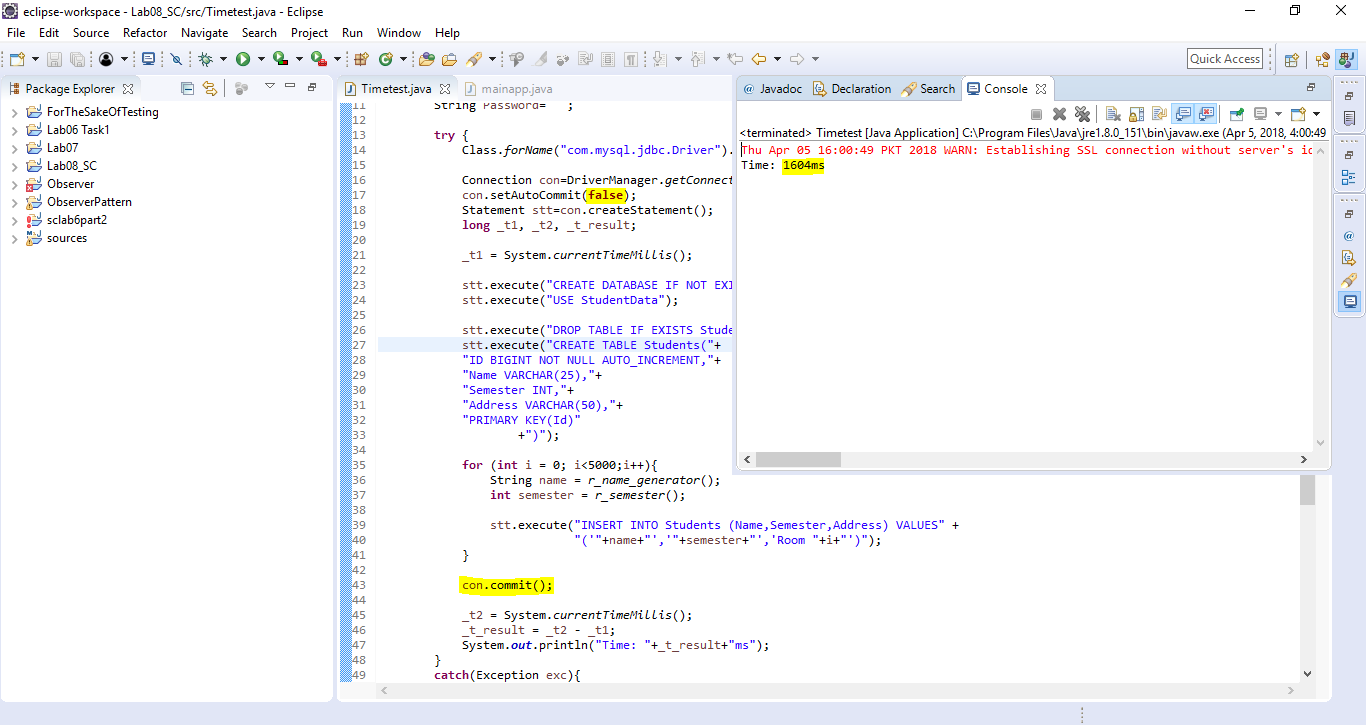 eclipse-workspace - Lab08_SC/src/Timetest.java - Eclipse
File Edit Source Refactor Navigate Search Project Run Window Help
Quick Access
Package Explorer
ForTheSakeOfTesting
Lab06 Task1
Lab07
Lab08_SC
Observer
ObserverPattern
sclab6part2
sources
Timetest.java mainapp.java
11 String Password=" ";
12
13 try {
14 Class.forName("com.mysql.jdbc.Driver").
15
16 Connection con=DriverManager.getConnect
17 con.setAutoCommit(false);
18 Statement stt=con.createStatement();
19 long _t1, _t2, _t_result;
20
21 _t1 = System.currentTimeMillis();
22
23 stt.execute("CREATE DATABASE IF NOT EXI
24 stt.execute("USE StudentData");
25
26 stt.execute("DROP TABLE IF EXISTS Stude
27 stt.execute("CREATE TABLE Students("+
28 "ID BIGINT NOT NULL AUTO_INCREMENT,"+
29 "Name VARCHAR(25),"+
30 "Semester INT,"+
31 "Address VARCHAR(50),"+
32 "PRIMARY KEY(Id)"
33 +")");
34
35 for (int i = 0; i<5000;i++){
36 String name = r_name_generator();
37 int semester = r_semester();
38
39 stt.execute("INSERT INTO Students (Name,Semester,Address) VALUES" +
40 "('"+name+"','"+semester+"','Room "+i+"')");
41 }
42
43 con.commit();
44
45 _t2 = System.currentTimeMillis();
46 _t_result = _t2 - _t1;
47 System.out.println("Time: "+_t_result+"ms");
48 }
49 catch(Exception exc){
Javadoc Declaration Search Console
<terminated> Timetest [Java Application] C:\Program Files\Java\jre1.8.0_151\bin\javaw.exe (Apr 5, 2018, 4:00:49
Thu Apr 05 16:00:49 PKT 2018 WARN: Establishing SSL connection without server's id
Time: 1604ms